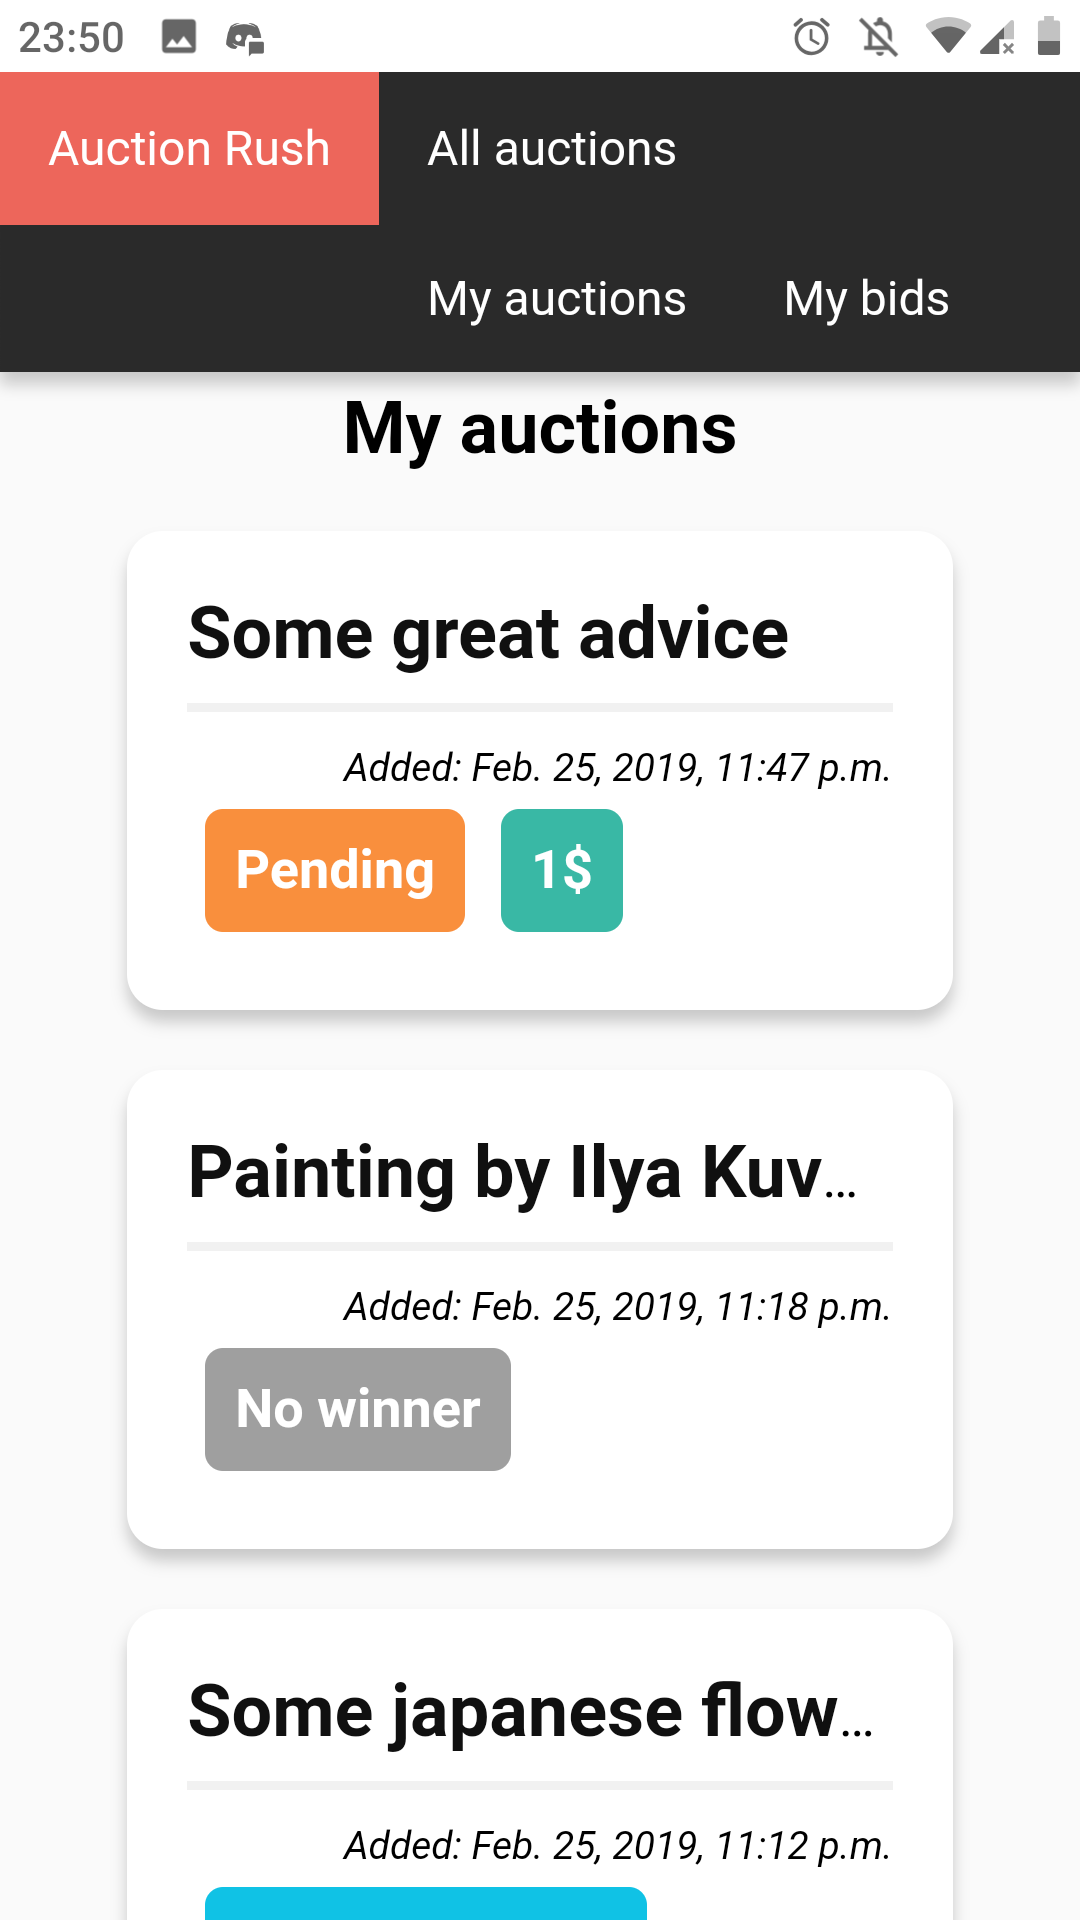 23:50
Auction Rush All auctions
My auctions My bids
My auctions
Some great advice
Added: Feb. 25, 2019, 11:47 p.m.
Pending 1$
Painting by Ilya Kuv...
Added: Feb. 25, 2019, 11:18 p.m.
No winner
Some japanese flow...
Added: Feb. 25, 2019, 11:12 p.m.